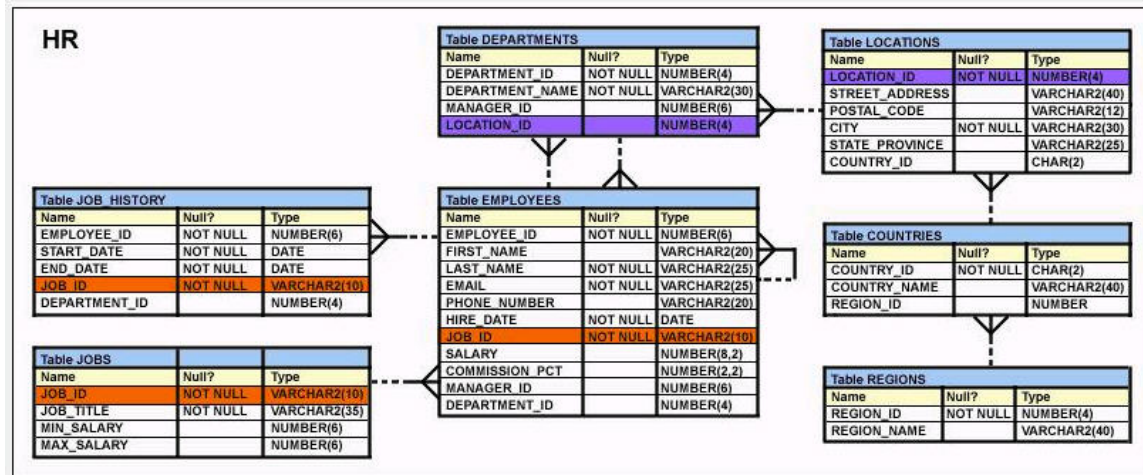 HR
Table DEPARTMENTS
Name Null? Type
DEPARTMENT_ID NOT NULL NUMBER(4)
DEPARTMENT_NAME NOT NULL VARCHAR2(30)
MANAGER_ID NUMBER(6)
LOCATION_ID NUMBER(4)
Table LOCATIONS
Name Null? Type
LOCATION_ID NOT NULL NUMBER(4)
STREET_ADDRESS VARCHAR2(40)
POSTAL_CODE VARCHAR2(12)
CITY NOT NULL VARCHAR2(30)
STATE_PROVINCE VARCHAR2(25)
COUNTRY_ID CHAR(2)
Table JOB_HISTORY
Name Null? Type
EMPLOYEE_ID NOT NULL NUMBER(6)
START_DATE NOT NULL DATE
END_DATE NOT NULL DATE
JOB_ID NOT NULL VARCHAR2(10)
DEPARTMENT_ID NUMBER(4)
Table EMPLOYEES
Name Null? Type
EMPLOYEE_ID NOT NULL NUMBER(6)
FIRST_NAME VARCHAR2(20)
LAST_NAME NOT NULL VARCHAR2(25)
EMAIL NOT NULL VARCHAR2(25)
PHONE_NUMBER VARCHAR2(20)
HIRE_DATE NOT NULL DATE
JOB_ID NOT NULL VARCHAR2(10)
SALARY NUMBER(8,2)
COMMISSION_PCT NUMBER(2,2)
MANAGER_ID NUMBER(6)
DEPARTMENT_ID NUMBER(4)
Table COUNTRIES
Name Null? Type
COUNTRY_ID NOT NULL CHAR(2)
COUNTRY_NAME VARCHAR2(40)
REGION_ID NUMBER
Table JOBS
Name Null? Type
JOB_ID NOT NULL VARCHAR2(10)
JOB_TITLE NOT NULL VARCHAR2(35)
MIN_SALARY NUMBER(6)
MAX_SALARY NUMBER(6)
Table REGIONS
Name Null? Type
REGION_ID NOT NULL NUMBER(4)
REGION_NAME VARCHAR2(40)